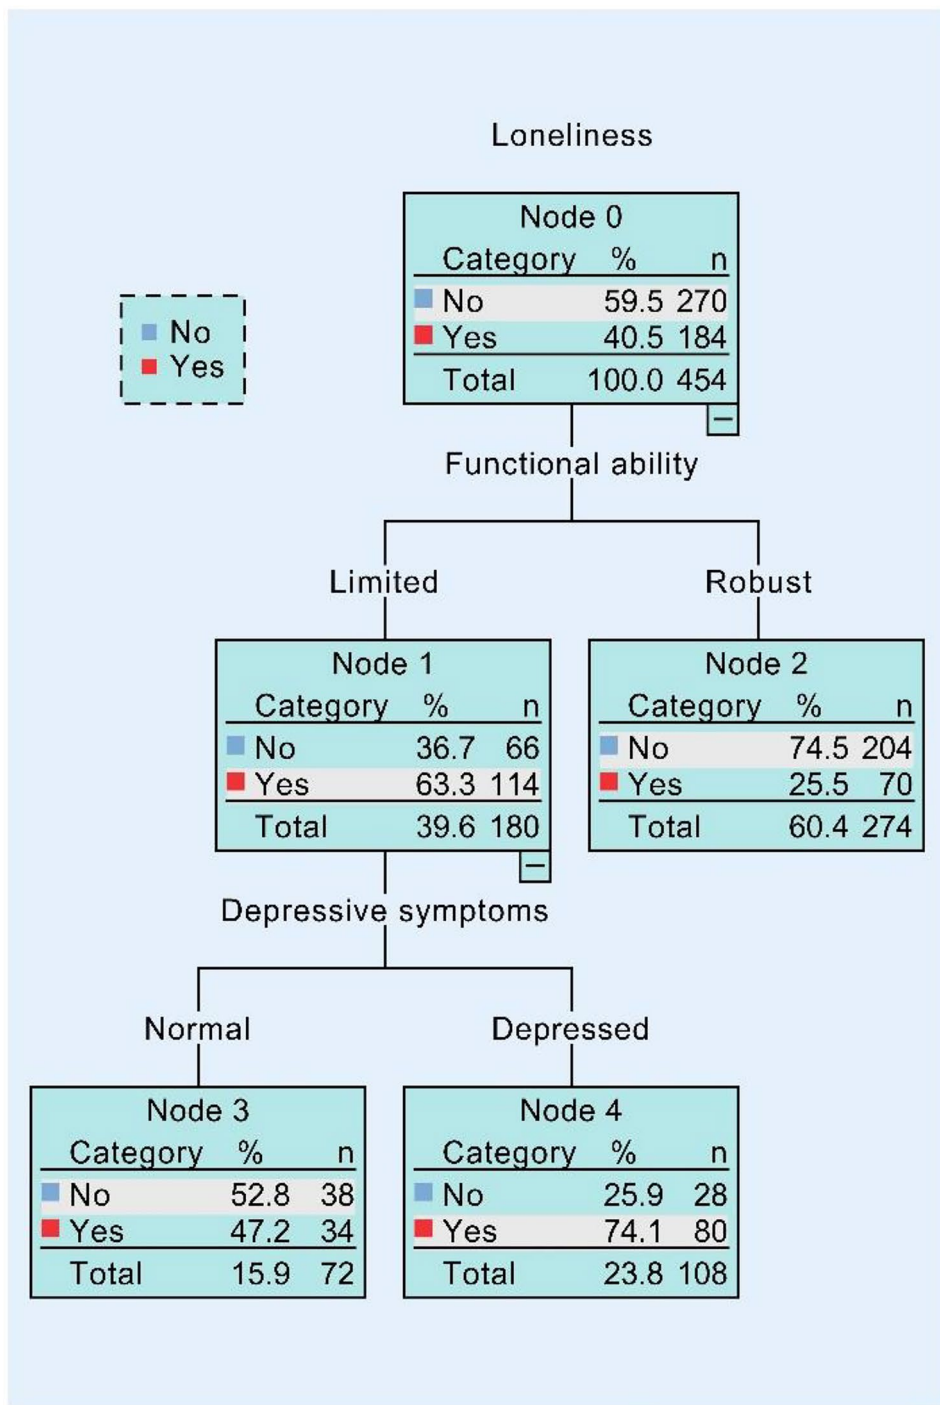 Loneliness
Node 0
Category % n
No 59.5 270
Yes 40.5 184
Total 100.0 454
No
Yes
Functional ability
Limited
Robust
Node 1
Category % n
No 36.7 66
Yes 63.3 114
Total 39.6 180
Node 2
Category % n
No 74.5 204
Yes 25.5 70
Total 60.4 274
Depressive symptoms
Normal
Depressed
Node 3
Category % n
No 52.8 38
Yes 47.2 34
Total 15.9 72
Node 4
Category % n
No 25.9 28
Yes 74.1 80
Total 23.8 108